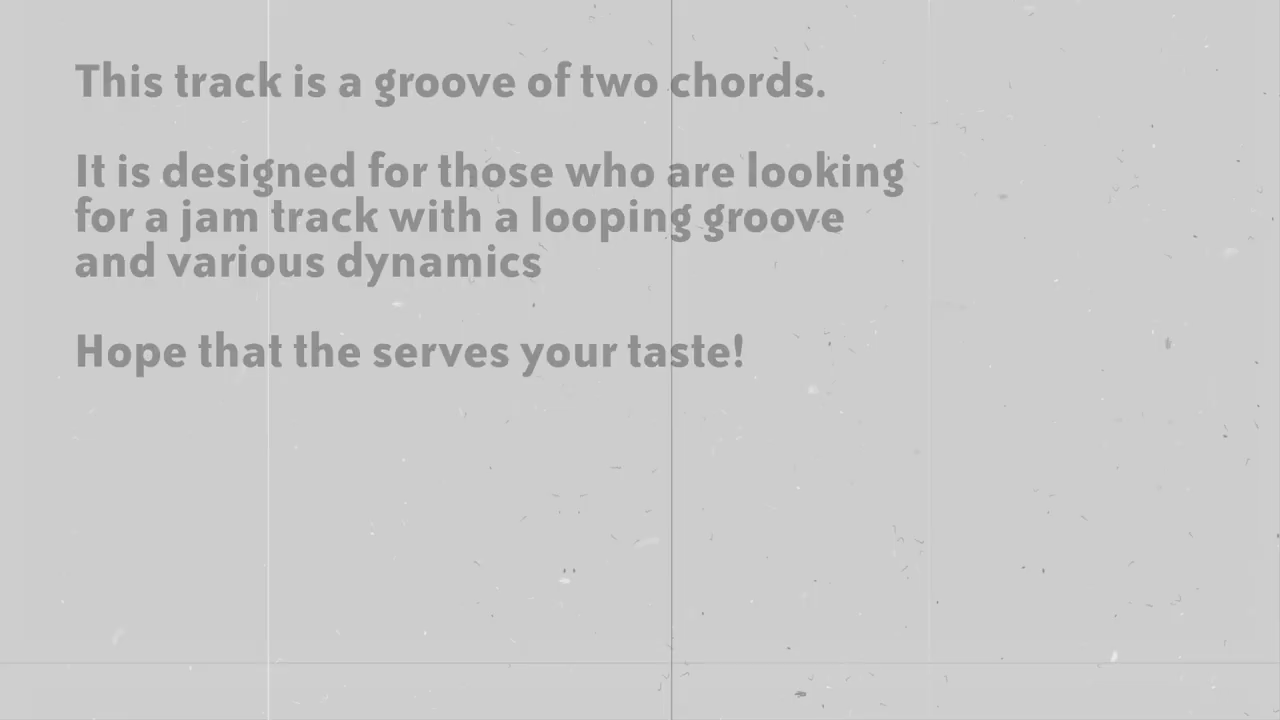 This track is a groove of two chords.
It is designed for those who are looking
for a jam track with a looping groove
and various dynamics
Hope that the serves your taste!